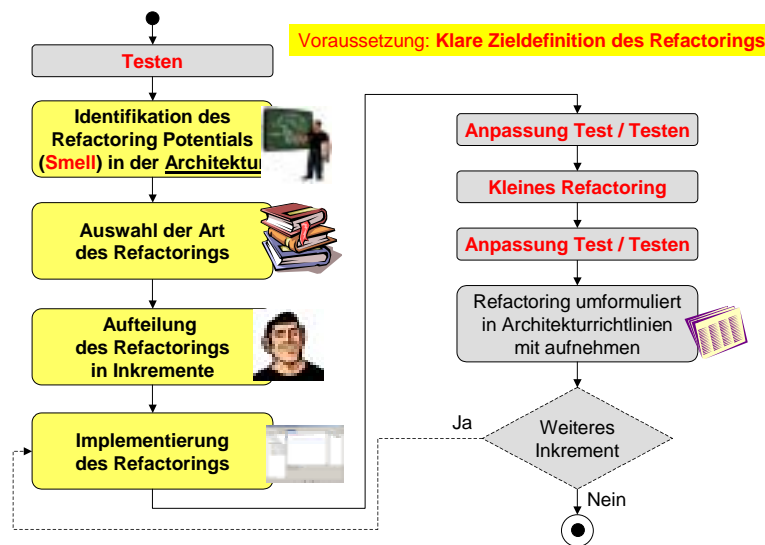 Voraussetzung: Klare Zieldefinition des Refactorings
Testen
Identifikation des
Refactoring Potentials
(Smell) in der Architektur
Auswahl der Art
des Refactorings
Aufteilung
des Refactorings
in Inkremente
Implementierung
des Refactorings
Anpassung Test / Testen
Kleines Refactoring
Anpassung Test / Testen
Refactoring umformuliert
in Architekturrichtlinien
mit aufnehmen
Weiteres
Inkrement
Ja
Nein